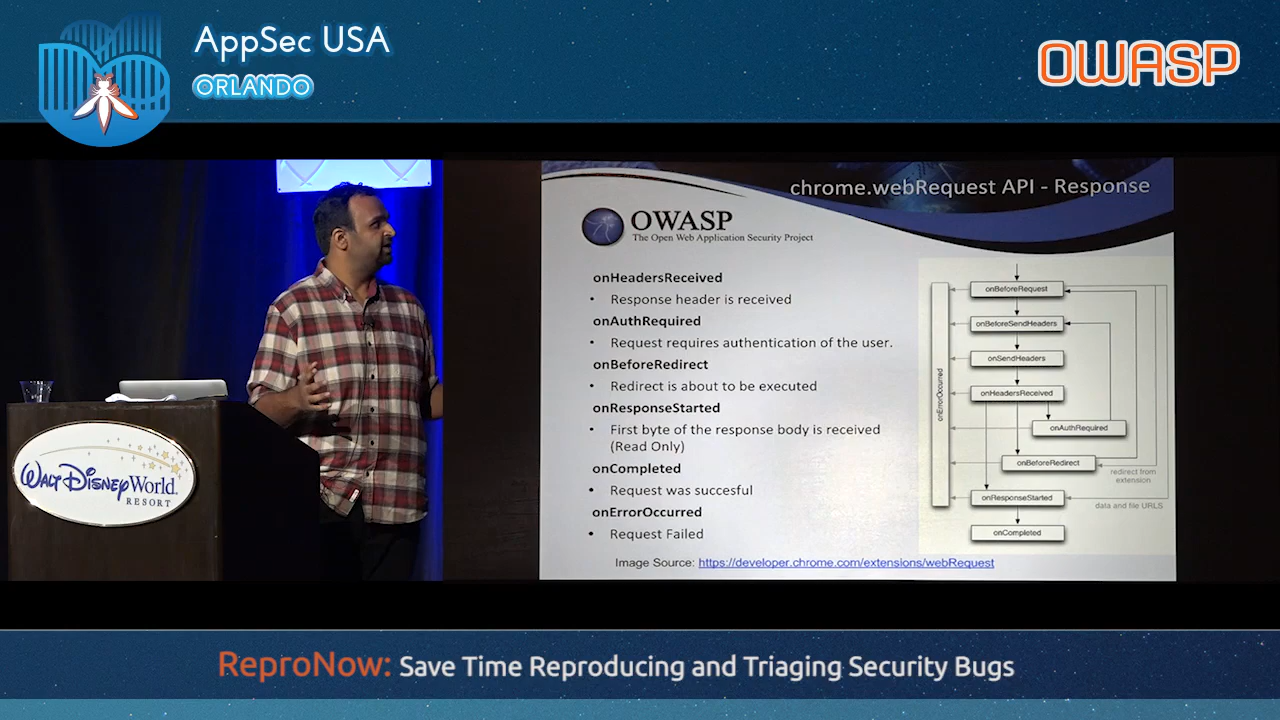 AppSec USA
ORLANDO
OWASP
chrome.webRequest API - Response
OWASP
The Open Web Application Security Project
onHeadersReceived
• Response header is received
onAuthRequired
• Request requires authentication of the user.
onBeforeRedirect
• Redirect is about to be executed
onResponseStarted
• First byte of the response body is received
(Read Only)
onCompleted
• Request was succesful
onErrorOccurred
• Request Failed
onBeforeRequest
onBeforeSendHeaders
onSendHeaders
onHeadersReceived
onErrorOccurred
onAuthRequired
onBeforeRedirect
redirect from
extension
onResponseStarted
data and file URLS
onCompleted
Image Source: https://developer.chrome.com/extensions/webRequest
WALT DISNEY World.
RESORT
ReproNow: Save Time Reproducing and Triaging Security Bugs